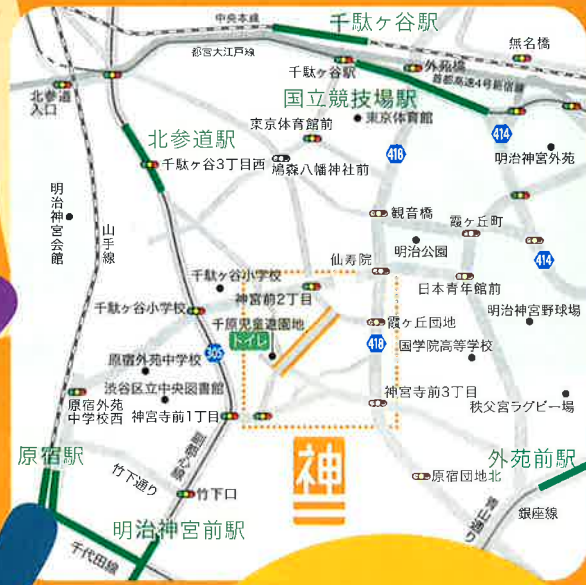 中央本線
千駄ヶ谷駅
都営大江戸線
無名橋
千駄ヶ谷駅
外苑橋
首都高速4号新宿線
北参道
入口
国立競技場駅
東京体育館前
東京体育館
北参道駅
414
418
千駄ヶ谷3丁目西
鳩森八幡神社前
明治神宮外苑
明治神宮会館
山手線
観音橋
霞ヶ丘町
明治公園
414
仙寿院
千駄ヶ谷小学校
日本青年館前
神宮前2丁目
千駄ヶ谷小学校
千原児童遊園地
霞ヶ丘団地
明治神宮野球場
トイレ
418
国学院高等学校
305
原宿外苑中学校
渋谷区立中央図書館
神宮寺前3丁目
原宿外苑
中学校西
神宮寺前1丁目
秩父宮ラグビー場
原宿駅
副都心線
神
外苑前駅
竹下通り
原宿団地北
竹下口
青山通り
銀座線
明治神宮前駅
千代田線